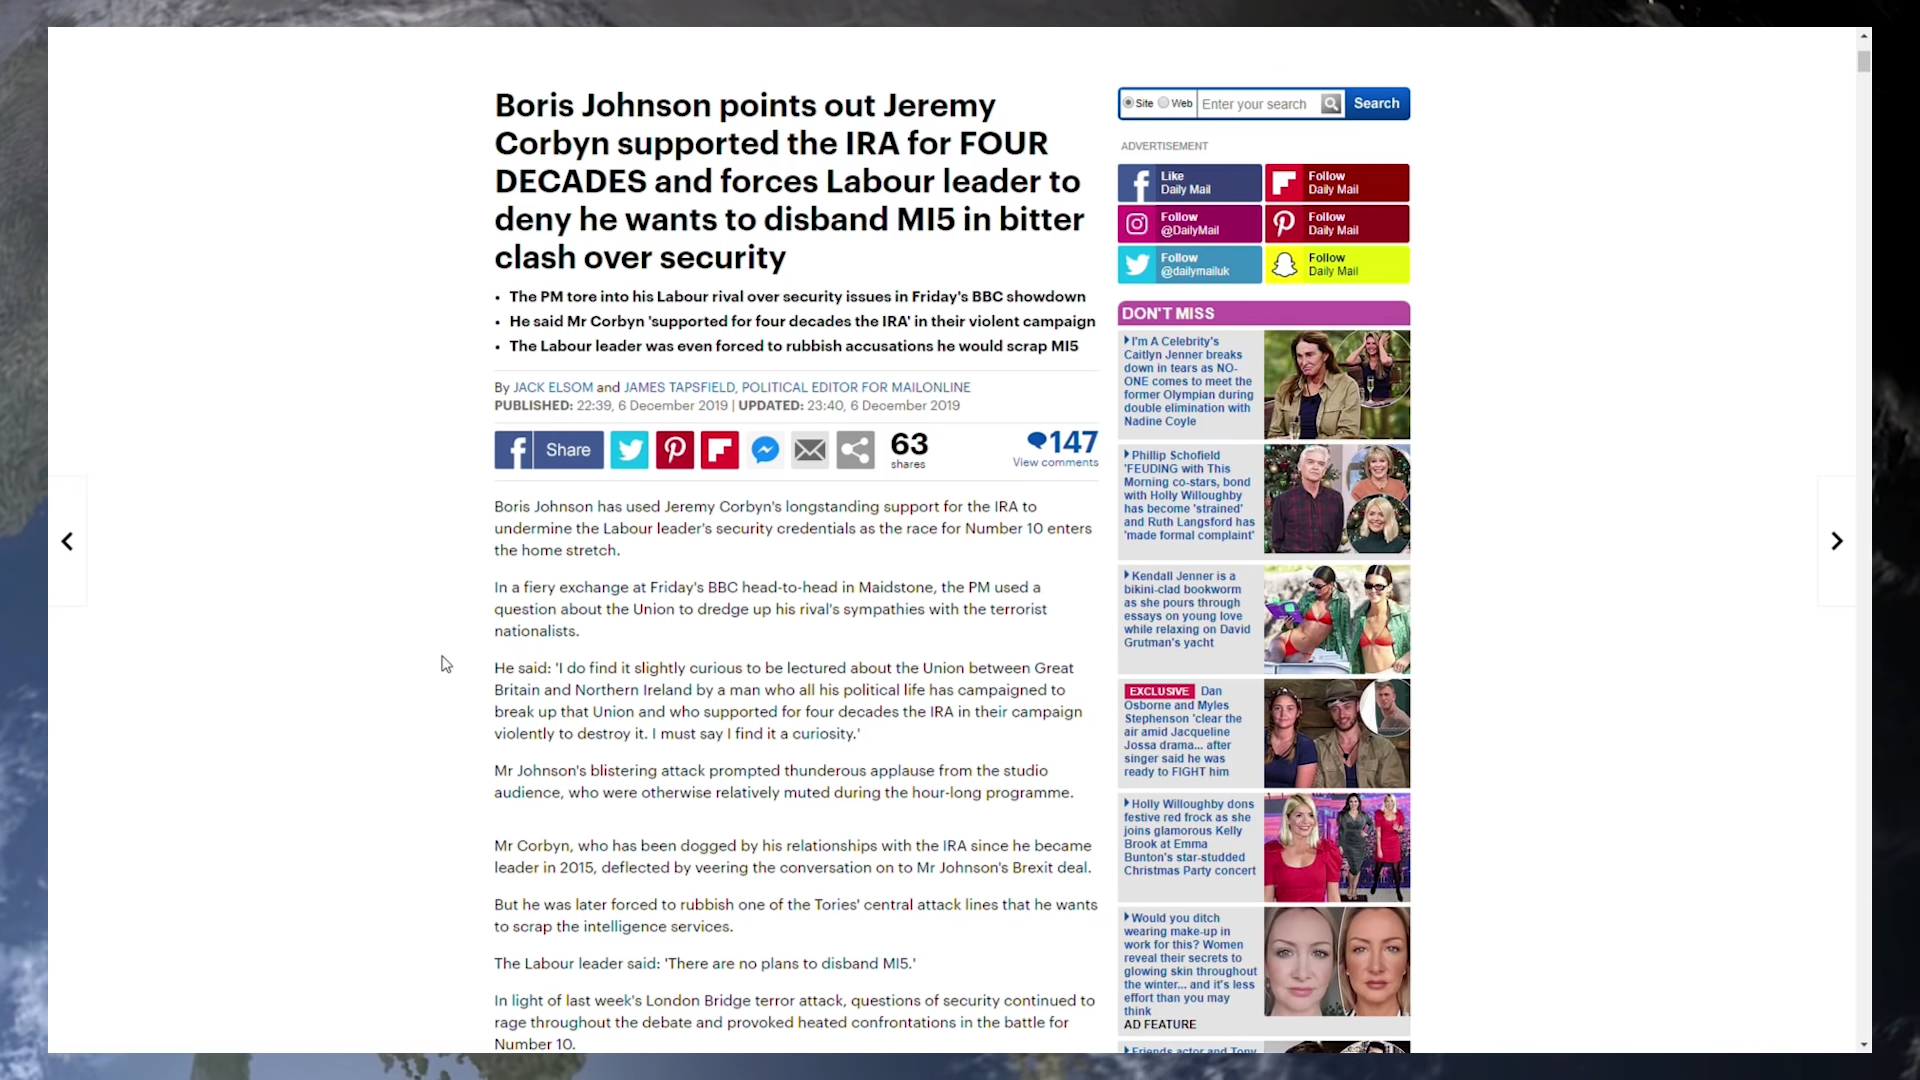 Boris Johnson points out Jeremy
Corbyn supported the IRA for FOUR
DECADES and forces Labour leader to
deny he wants to disband MI5 in bitter
clash over security
• The PM tore into his Labour rival over security issues in Friday's BBC showdown
• He said Mr Corbyn 'supported for four decades the IRA' in their violent campaign
• The Labour leader was even forced to rubbish accusations he would scrap MI5
By JACK ELSOM and JAMES TAPSFIELD, POLITICAL EDITOR FOR MAILONLINE
PUBLISHED: 22:39, 6 December 2019 | UPDATED: 23:40, 6 December 2019
Share
63
shares
147
View comments
Boris Johnson has used Jeremy Corbyn's longstanding support for the IRA to
undermine the Labour leader's security credentials as the race for Number 10 enters
the home stretch.
In a fiery exchange at Friday's BBC head-to-head in Maidstone, the PM used a
question about the Union to dredge up his rival's sympathies with the terrorist
nationalists.
He said: 'I do find it slightly curious to be lectured about the Union between Great
Britain and Northern Ireland by a man who all his political life has campaigned to
break up that Union and who supported for four decades the IRA in their campaign
violently to destroy it. I must say I find it a curiosity.'
Mr Johnson's blistering attack prompted thunderous applause from the studio
audience, who were otherwise relatively muted during the hour-long programme.
Mr Corbyn, who has been dogged by his relationships with the IRA since he became
leader in 2015, deflected by veering the conversation on to Mr Johnson's Brexit deal.
But he was later forced to rubbish one of the Tories' central attack lines that he wants
to scrap the intelligence services.
The Labour leader said: 'There are no plans to disband MI5.'
In light of last week's London Bridge terror attack, questions of security continued to
rage throughout the debate and provoked heated confrontations in the battle for
Number 10.
Site Web Enter your search Search
ADVERTISEMENT
Like
Daily Mail
Follow
Daily Mail
Follow
@DailyMail
Follow
Daily Mail
Follow
@dailymailuk
Follow
Daily Mail
DON'T MISS
I'm A Celebrity's
Caitlyn Jenner breaks
down in tears as NO-
ONE comes to meet the
former Olympian during
double elimination with
Nadine Coyle
Phillip Schofield
'FEUDING with This
Morning co-stars, bond
with Holly Willoughby
has become 'strained'
and Ruth Langsford has
'made formal complaint'
Kendall Jenner is a
bikini-clad bookworm
as she pours through
essays on young love
while relaxing on David
Grutman's yacht
EXCLUSIVE Dan
Osborne and Myles
Stephenson 'clear the
air amid Jacqueline
Jossa drama... after
singer said he was
ready to FIGHT him
Holly Willoughby dons
festive red frock as she
joins glamorous Kelly
Brook at Emma
Bunton's star-studded
Christmas Party concert
Would you ditch
wearing make-up in
work for this? Women
reveal their secrets to
glowing skin throughout
the winter... and it's less
effort than you may
think
AD FEATURE
Friends actor and Tony